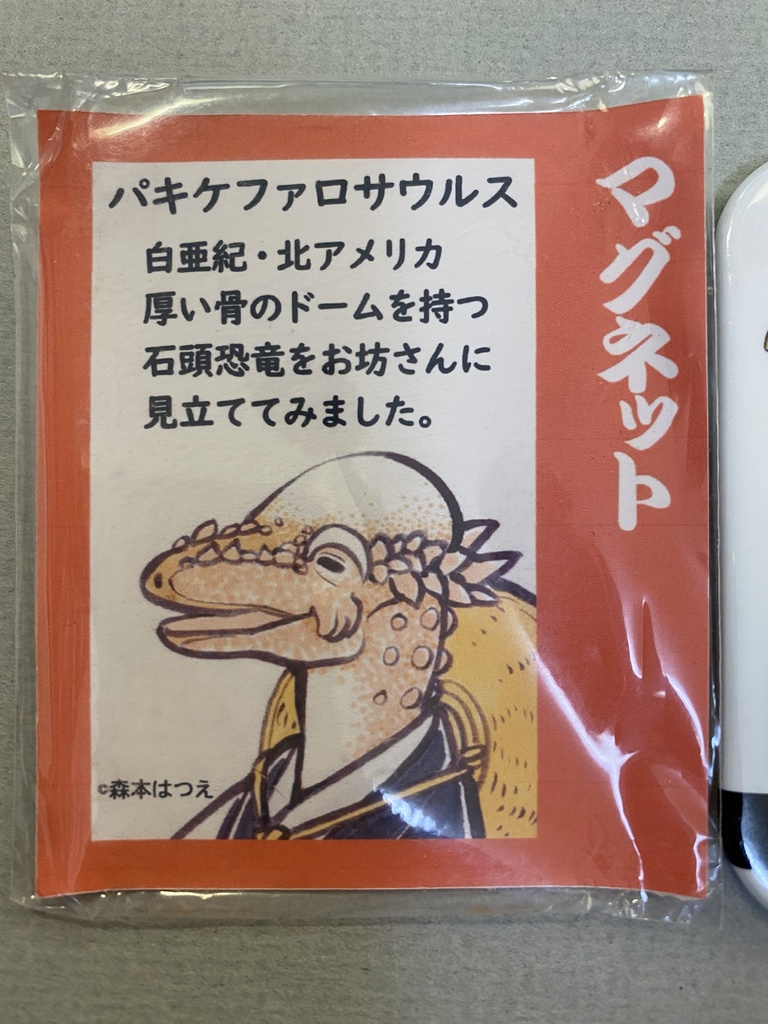 マグネット
パキケファロサウルス
白亜紀・北アメリカ
厚い骨のドームを持つ
石頭恐竜をお坊さんに
見立ててみました。
©森本はつえ